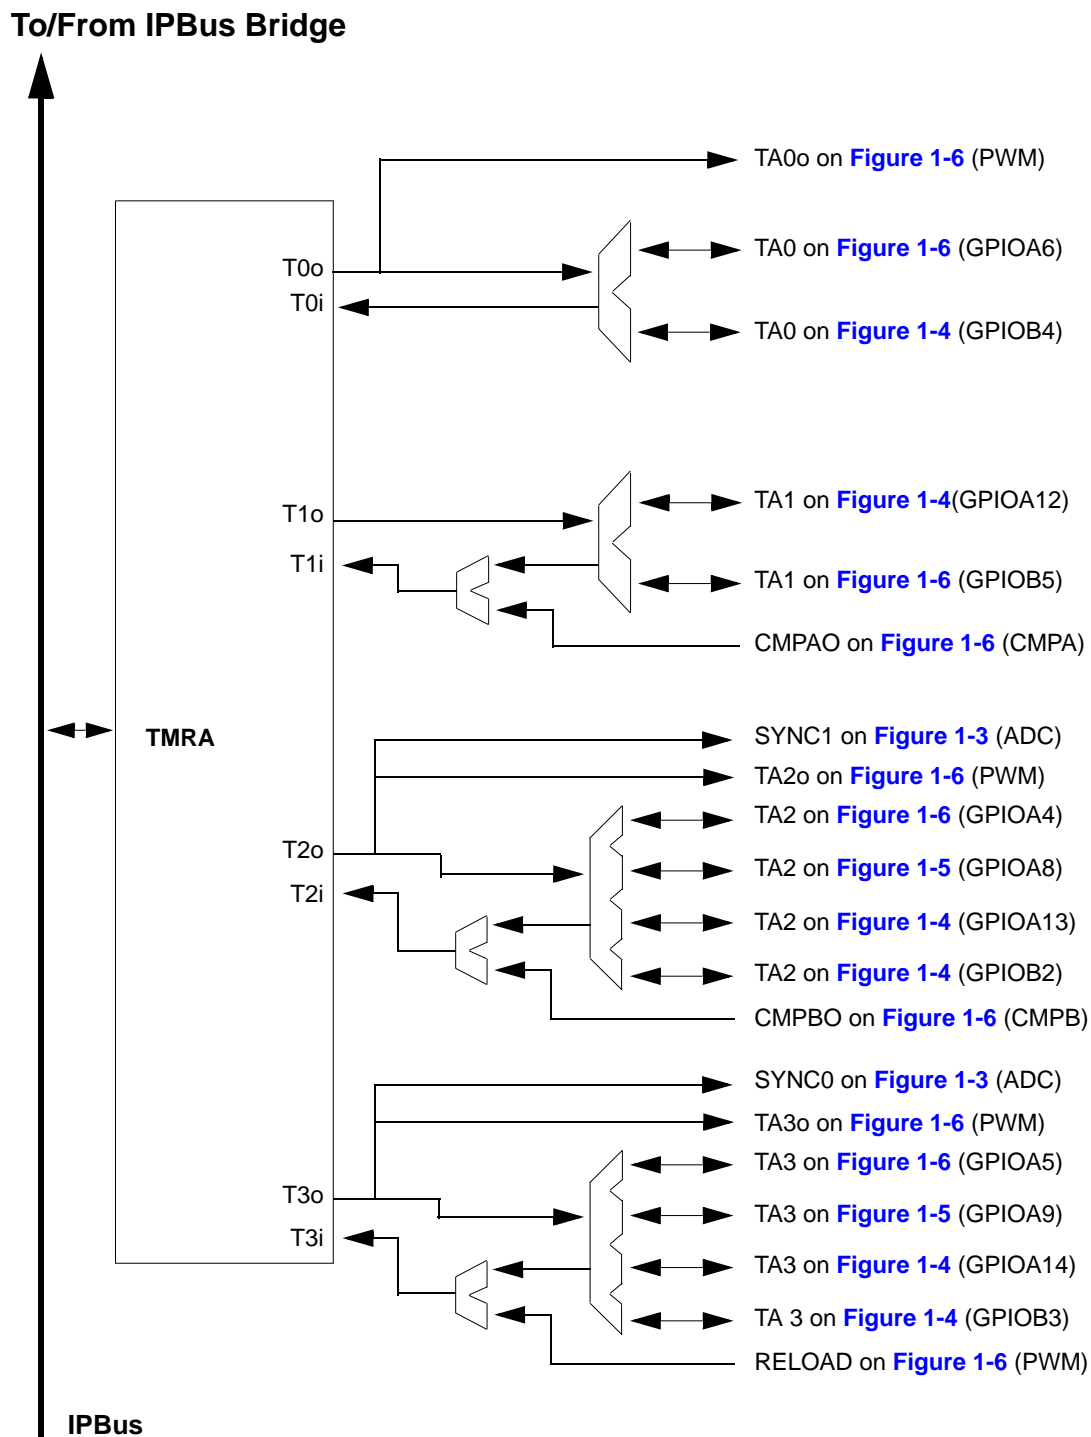 To/From IPBus Bridge
TA0o on Figure 1-6 (PWM)
TA0 on Figure 1-6 (GPIOA6)
T0o
T0i
TA0 on Figure 1-4 (GPIOB4)
TA1 on Figure 1-4(GPIOA12)
T1o
T1i
TA1 on Figure 1-6 (GPIOB5)
CMPAO on Figure 1-6 (CMPA)
TMRA
SYNC1 on Figure 1-3 (ADC)
TA2o on Figure 1-6 (PWM)
TA2 on Figure 1-6 (GPIOA4)
T2o
TA2 on Figure 1-5 (GPIOA8)
T2i
TA2 on Figure 1-4 (GPIOA13)
TA2 on Figure 1-4 (GPIOB2)
CMPBO on Figure 1-6 (CMPB)
SYNC0 on Figure 1-3 (ADC)
TA3o on Figure 1-6 (PWM)
TA3 on Figure 1-6 (GPIOA5)
T3o
TA3 on Figure 1-5 (GPIOA9)
T3i
TA3 on Figure 1-4 (GPIOA14)
TA 3 on Figure 1-4 (GPIOB3)
RELOAD on Figure 1-6 (PWM)
IPBus